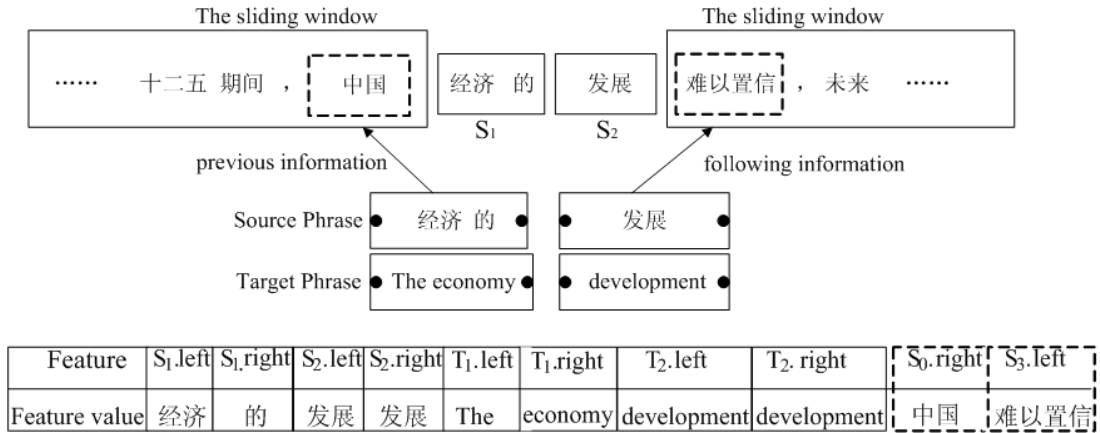 The sliding window The sliding window
…… 十二五 期间 ， 中国 经济 的 发展 难以置信 ， 未来 ……
S₁ S₂
previous information following information
Source Phrase 经济 的 发展
Target Phrase The economy development
Feature S₁.left S₁.right S₂.left S₂.right T₁.left T₁.right T₂.left T₂. right S₀.right S₃.left
Feature value 经济 的 发展 发展 The economy development development 中国 难以置信